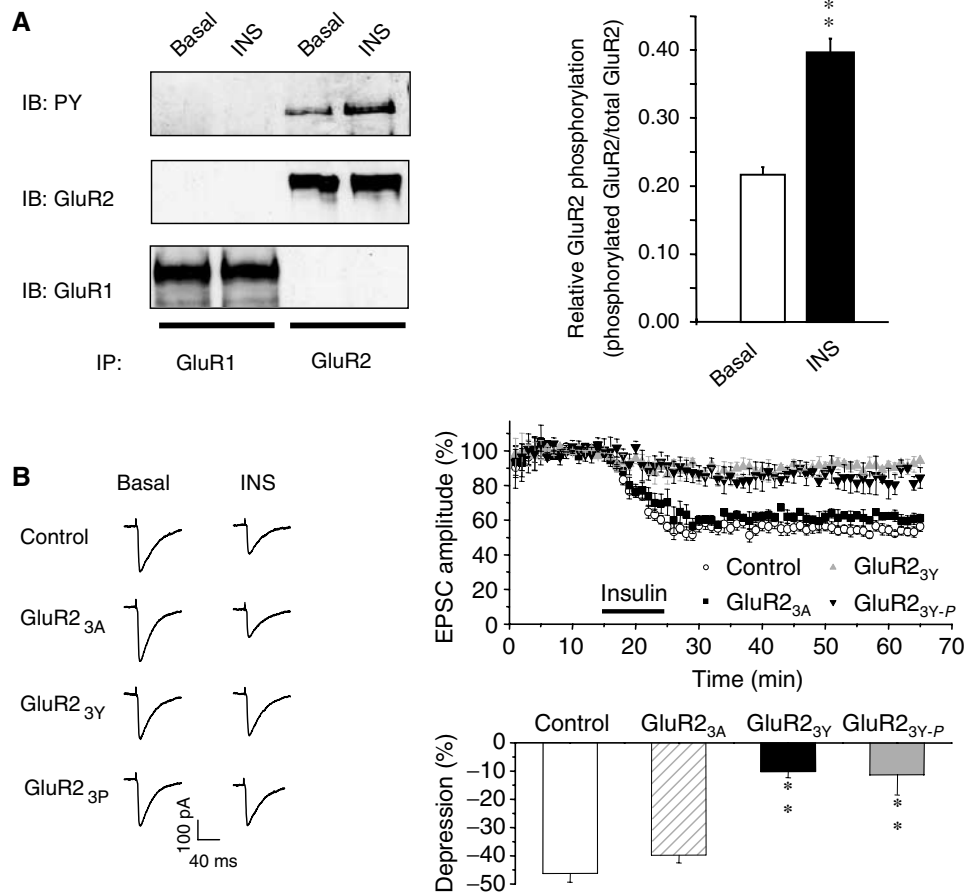 A
Basal
INS
Basal
INS
IB: PY
IB: GluR2
IB: GluR1
IP:
GluR1
GluR2
Relative GluR2 phosphorylation
(phosphorylated GluR2/total GluR2)
* *
0.40
0.40
0.20
0.10
0.00
Basal
INS
B
Basal
INS
Control
GluR2 3A
GluR2 3Y
GluR2 3P
100 pA
40 ms
EPSC amplitude (%)
100
80
60
40
20
0
Insulin
Control
GluR2 3Y
GluR2 3A
GluR2 3Y-P
0 10 20 30 40 50 60 70
Time (min)
Control GluR2 3A GluR2 3Y GluR2 3Y-P
Depression (%)
0
−10
−20
−30
−40
−50
* *
* *